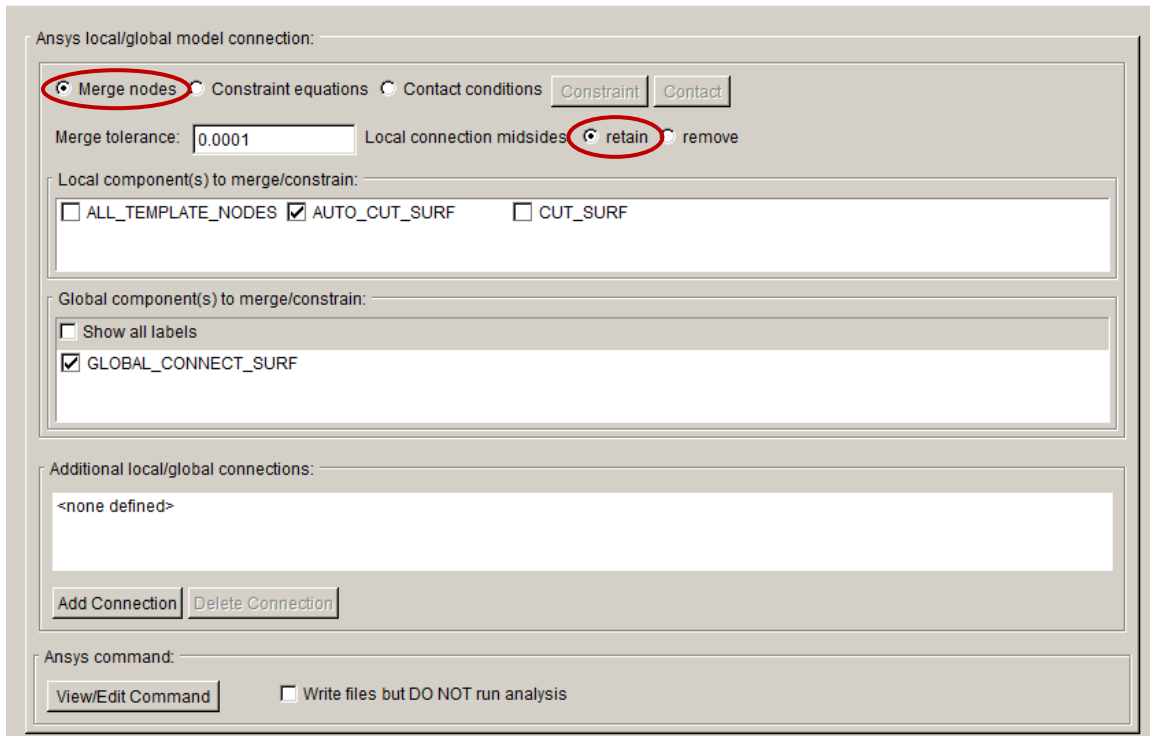 Ansys local/global model connection:
Merge nodes Constraint equations Contact conditions Constraint Contact
Merge tolerance: 0.0001 Local connection midsides: retain remove
Local component(s) to merge/constrain:
ALL_TEMPLATE_NODES AUTO_CUT_SURF CUT_SURF
Global component(s) to merge/constrain:
Show all labels
GLOBAL_CONNECT_SURF
Additional local/global connections:
<none defined>
Add Connection Delete Connection
Ansys command:
View/Edit Command Write files but DO NOT run analysis